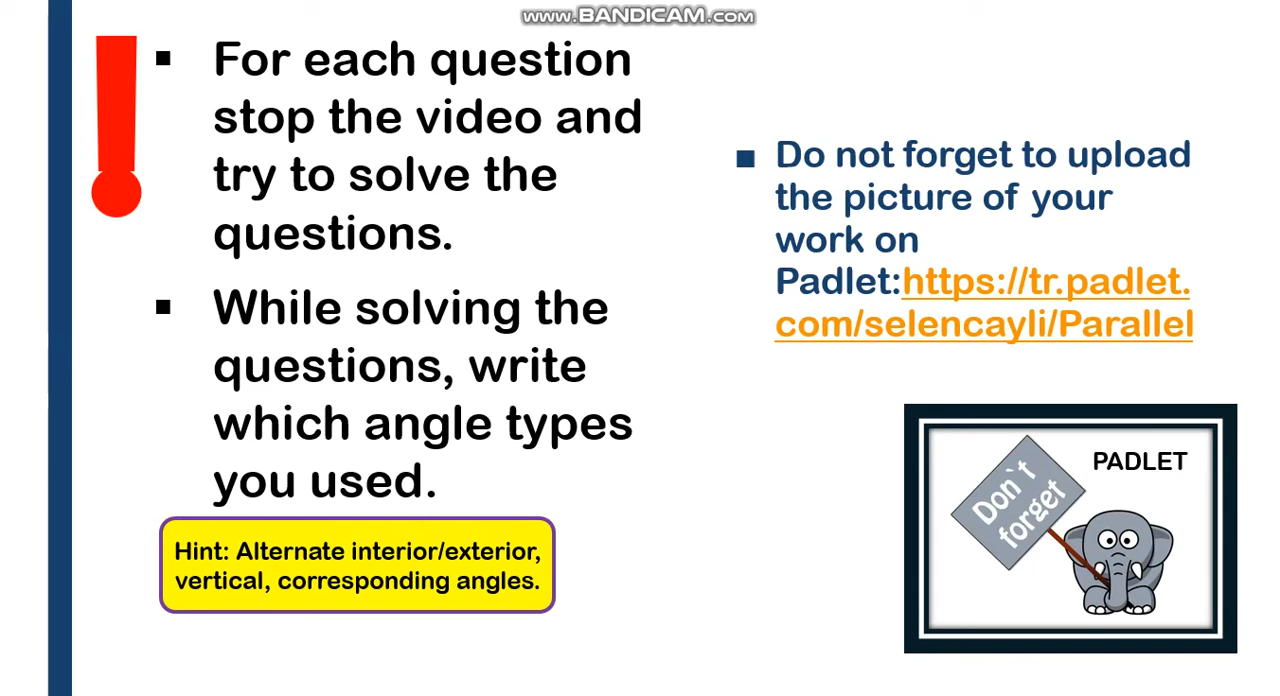 www.BANDICAM.com
For each question
stop the video and
try to solve the
questions.
While solving the
questions, write
which angle types
you used.
Hint: Alternate interior/exterior,
vertical, corresponding angles.
Do not forget to upload
the picture of your
work on
Padlet:https://tr.padlet.
com/selencayli/Parallel
PADLET
Don`t
forget